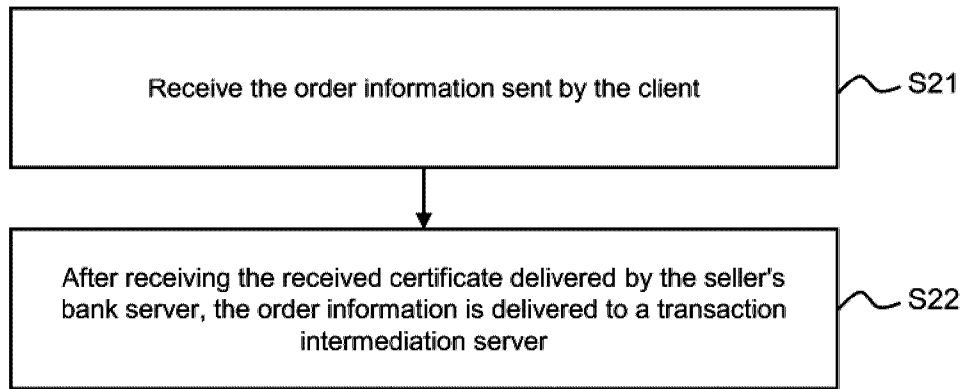 Receive the order information sent by the client
S21
After receiving the received certificate delivered by the seller's
bank server, the order information is delivered to a transaction
intermediation server
S22